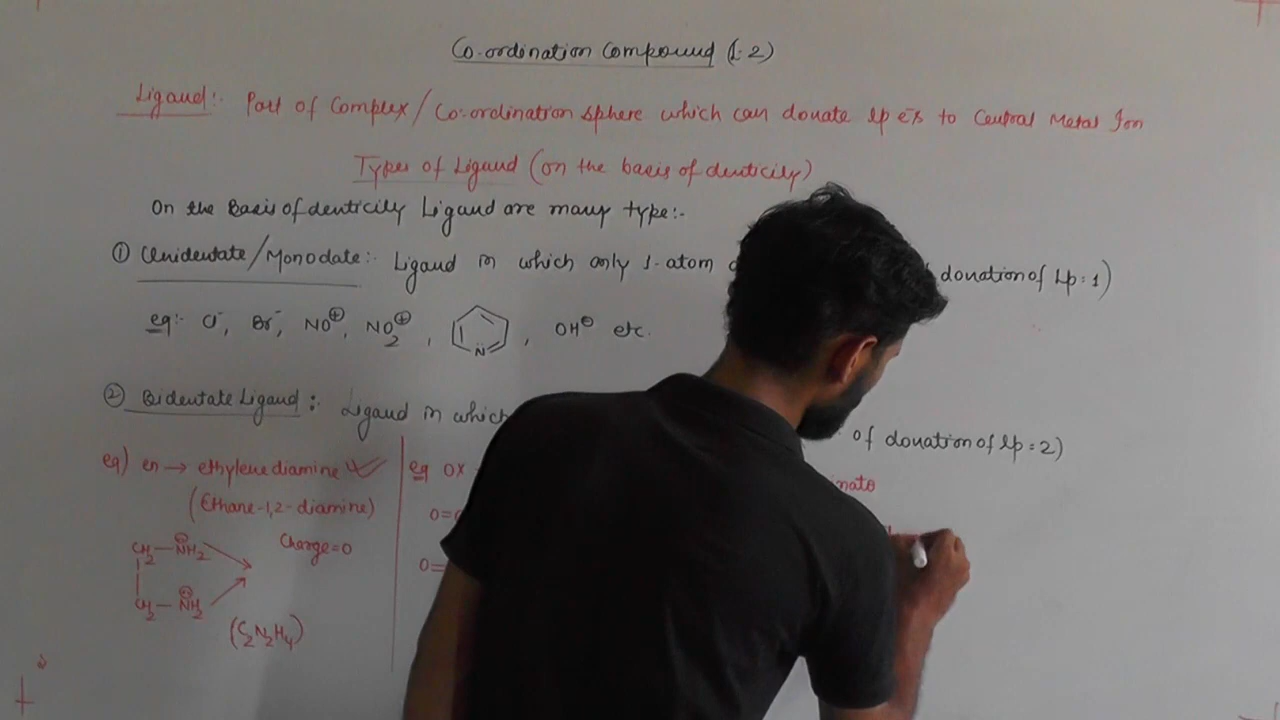 Co-ordination Compound (L-2)
Ligand:- Part of Complex/Co-ordination sphere which can donate lp e⁻s to Central Metal Ion
Types of Ligand (on the basis of denticity)
On the Basis of denticity Ligand are many type:-
① Unidentate/Monodate:- Ligand in which only 1-atom donation of Lp=1)
eg:- Cl⁻, Br⁻, NO⊕, NO₂⊕, N̈, OH⊖ etc.
② Bidentate Ligand:- Ligand in which of donation of lp=2)
eg) en → ethylenediamine
(Ethane-1,2-diamine)
Charge=0
CH₂—N̈H₂
CH₂—N̈H₂
(C₂N₂H₄)
eg ox
O=
O=